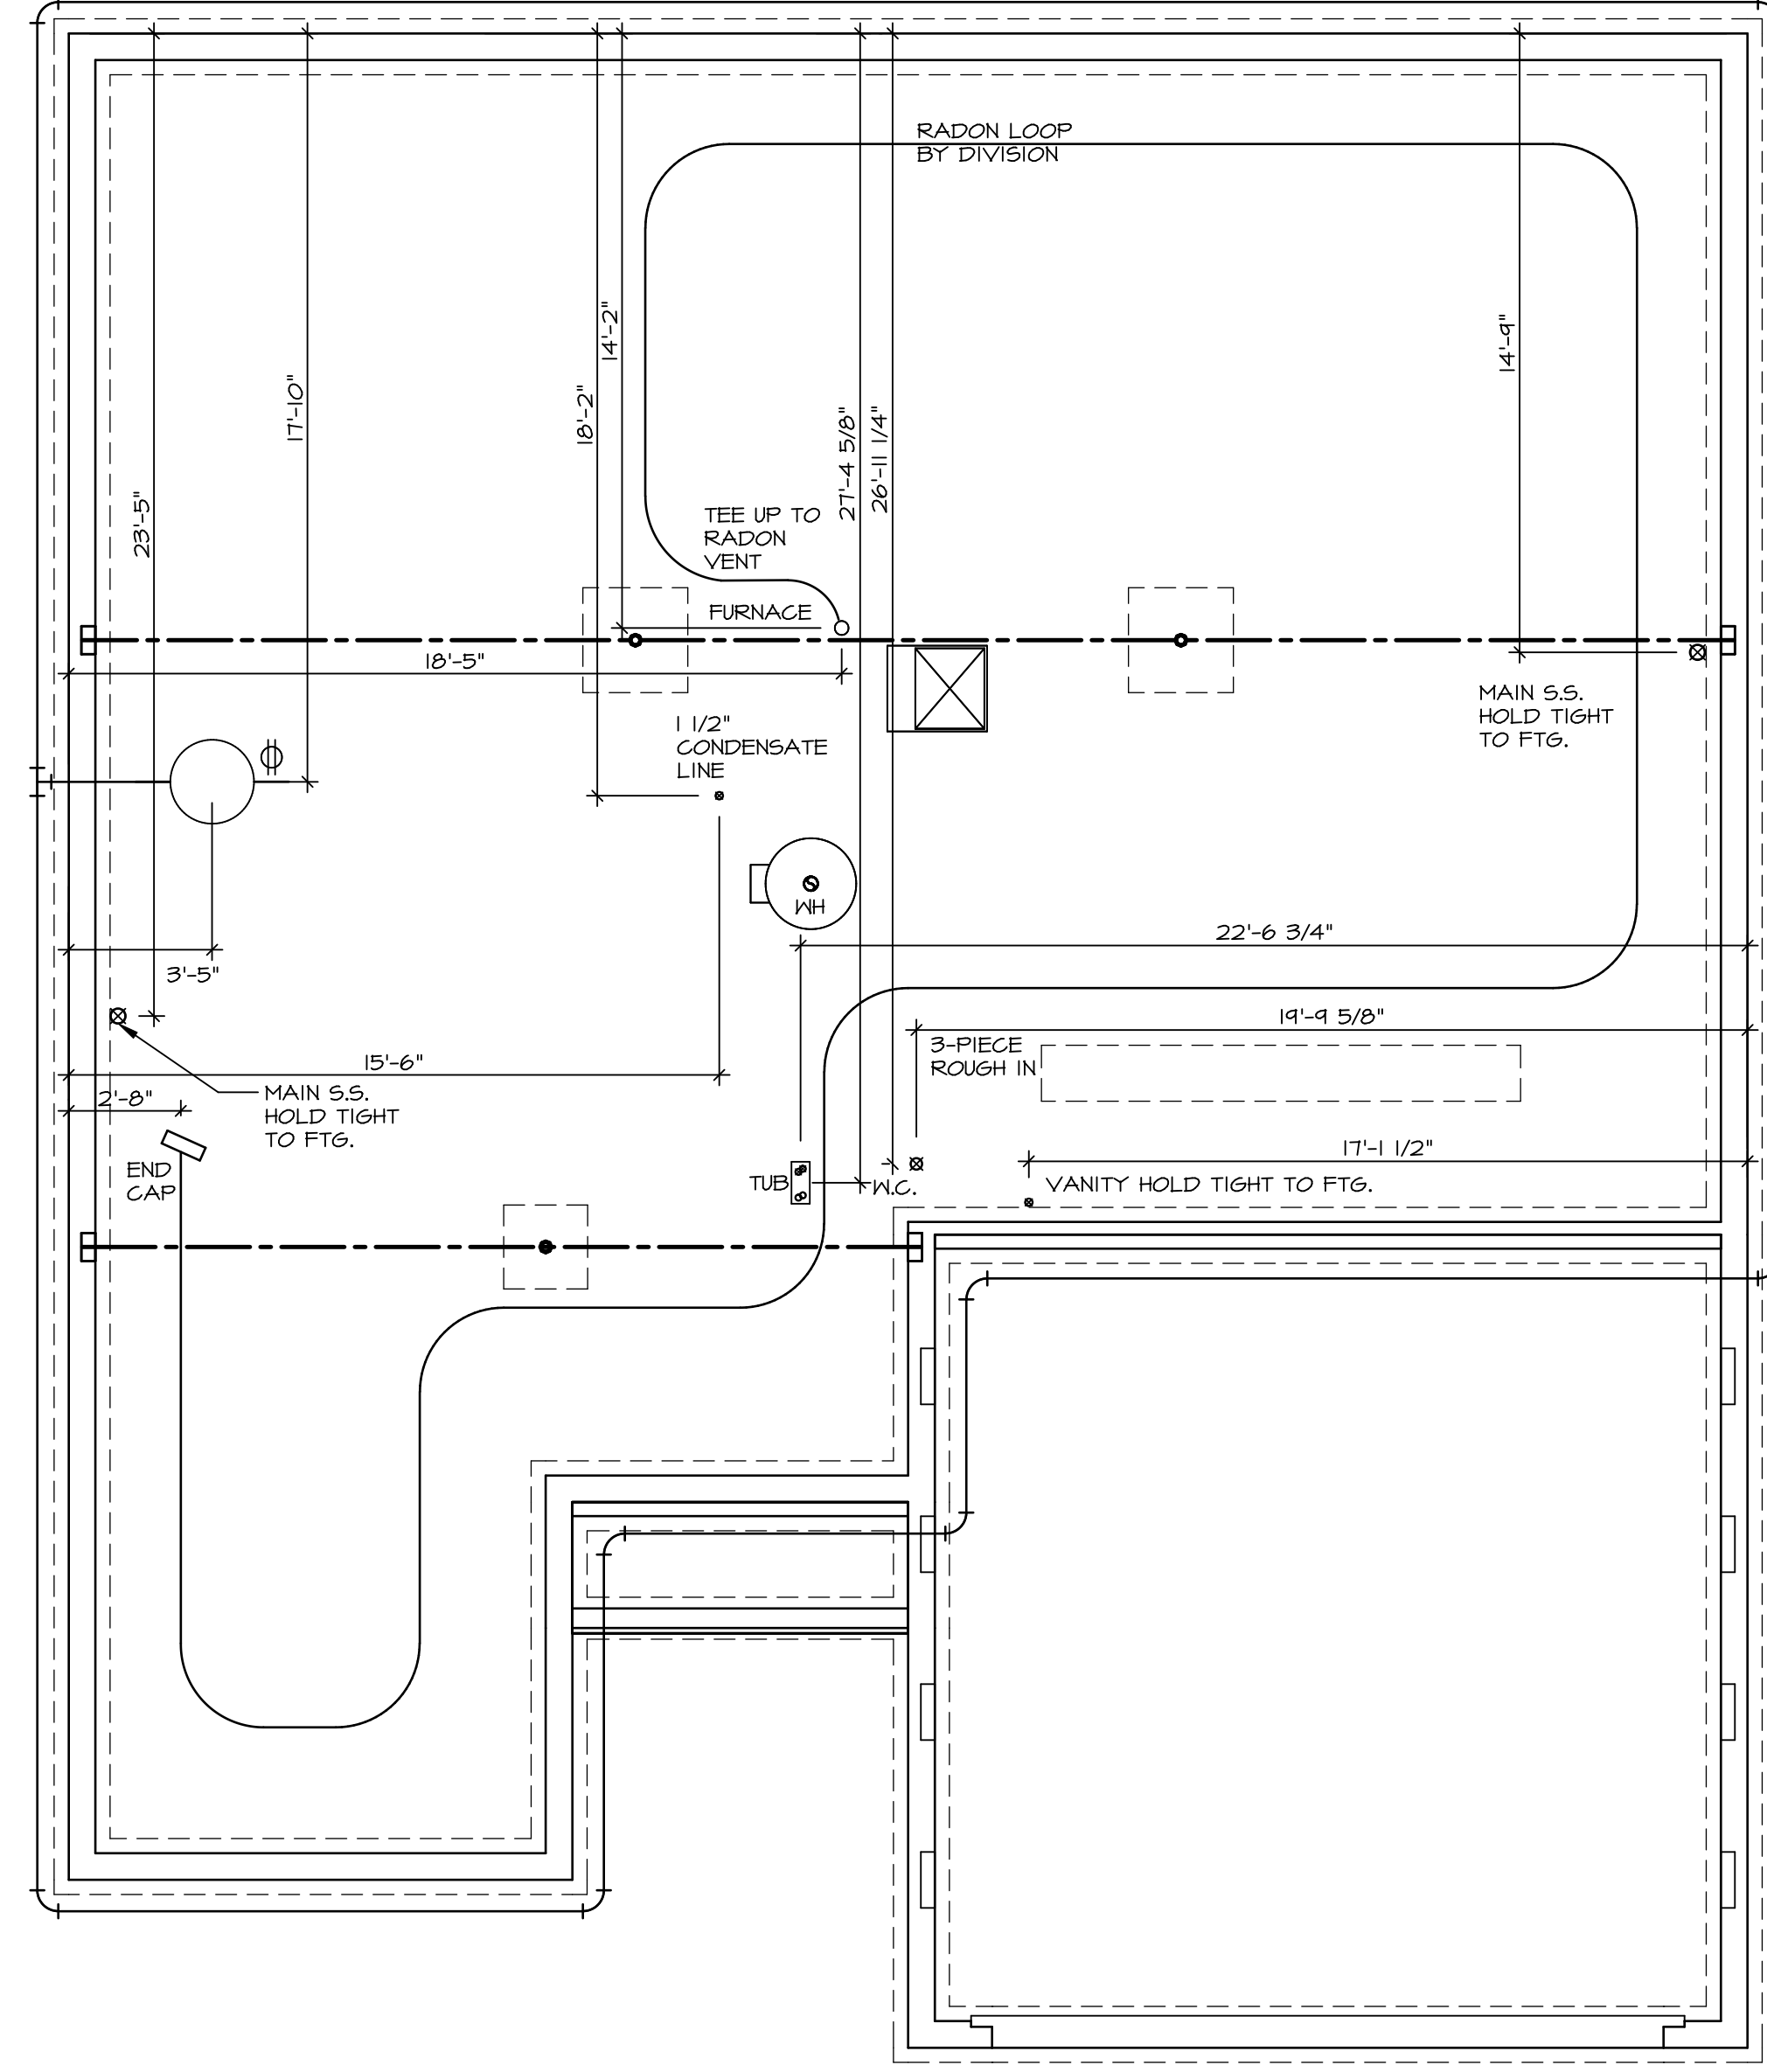 RADON LOOP
BY DIVISION
14'-2"
14'-9"
17'-10"
18'-2"
27'-4 5/8"
26'-11 1/4"
23'-5"
TEE UP TO
RADON
VENT
FURNACE
18'-5"
MAIN S.S.
HOLD TIGHT
TO FTG.
1 1/2"
CONDENSATE
LINE
WH
22'-6 3/4"
3'-5"
19'-9 5/8"
3-PIECE
ROUGH IN
15'-6"
2'-8"
MAIN S.S.
HOLD TIGHT
TO FTG.
17'-1 1/2"
END
CAP
TUB
W.C.
VANITY HOLD TIGHT TO FTG.